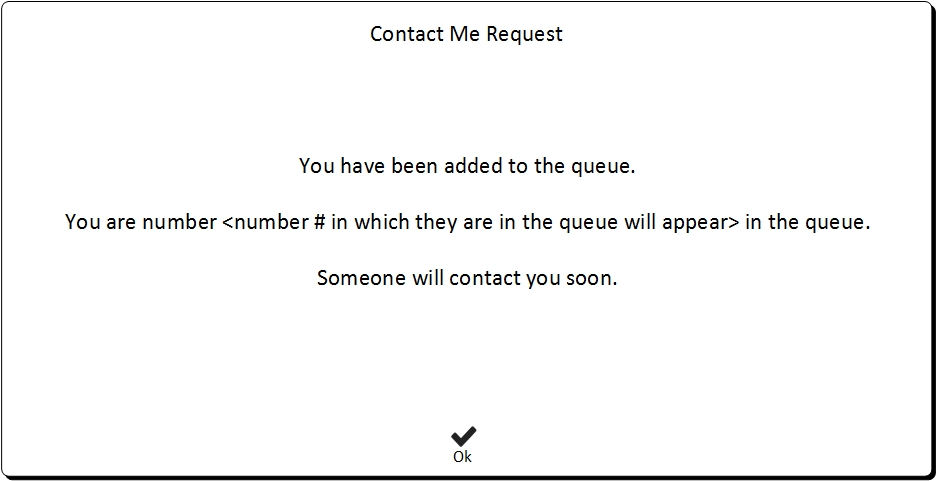 Contact Me Request
You have been added to the queue.
You are number <number # in which they are in the queue will appear> in the queue.
Someone will contact you soon.
Ok